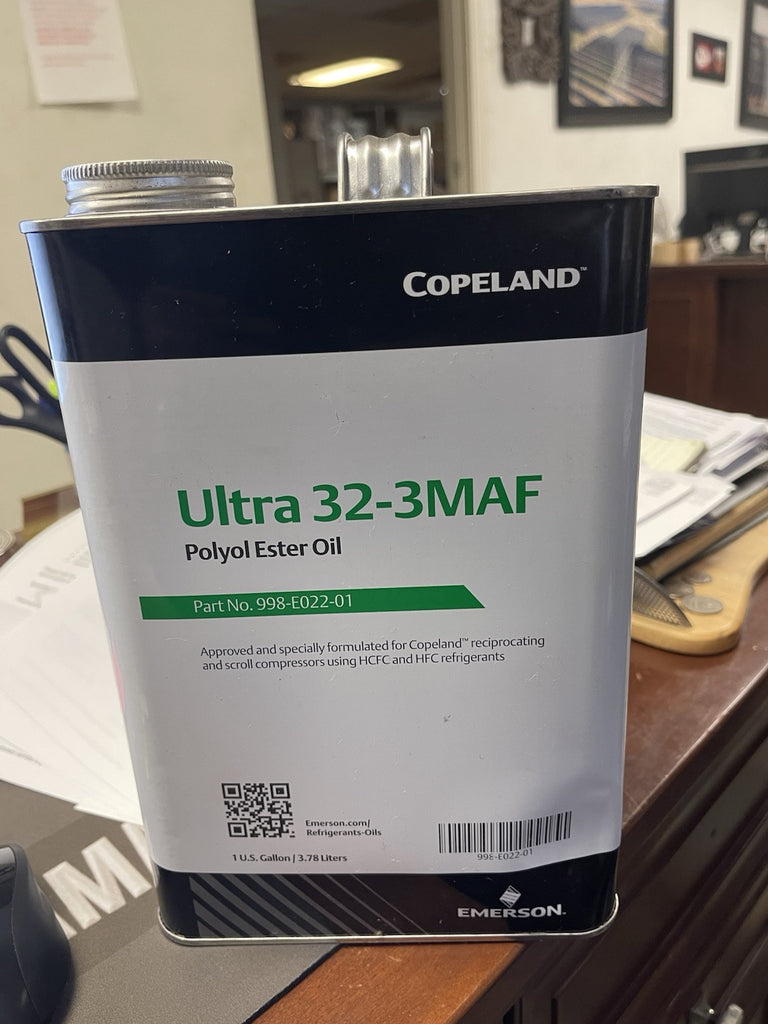 COPELAND™
Ultra 32-3MAF
Polyol Ester Oil
Part No. 998-E022-01
Approved and specially formulated for Copeland™ reciprocating
and scroll compressors using HCFC and HFC refrigerants
Emerson.com/
Refrigerants-Oils
1 U.S. Gallon / 3.78 Liters
998-E022-01
EMERSON™